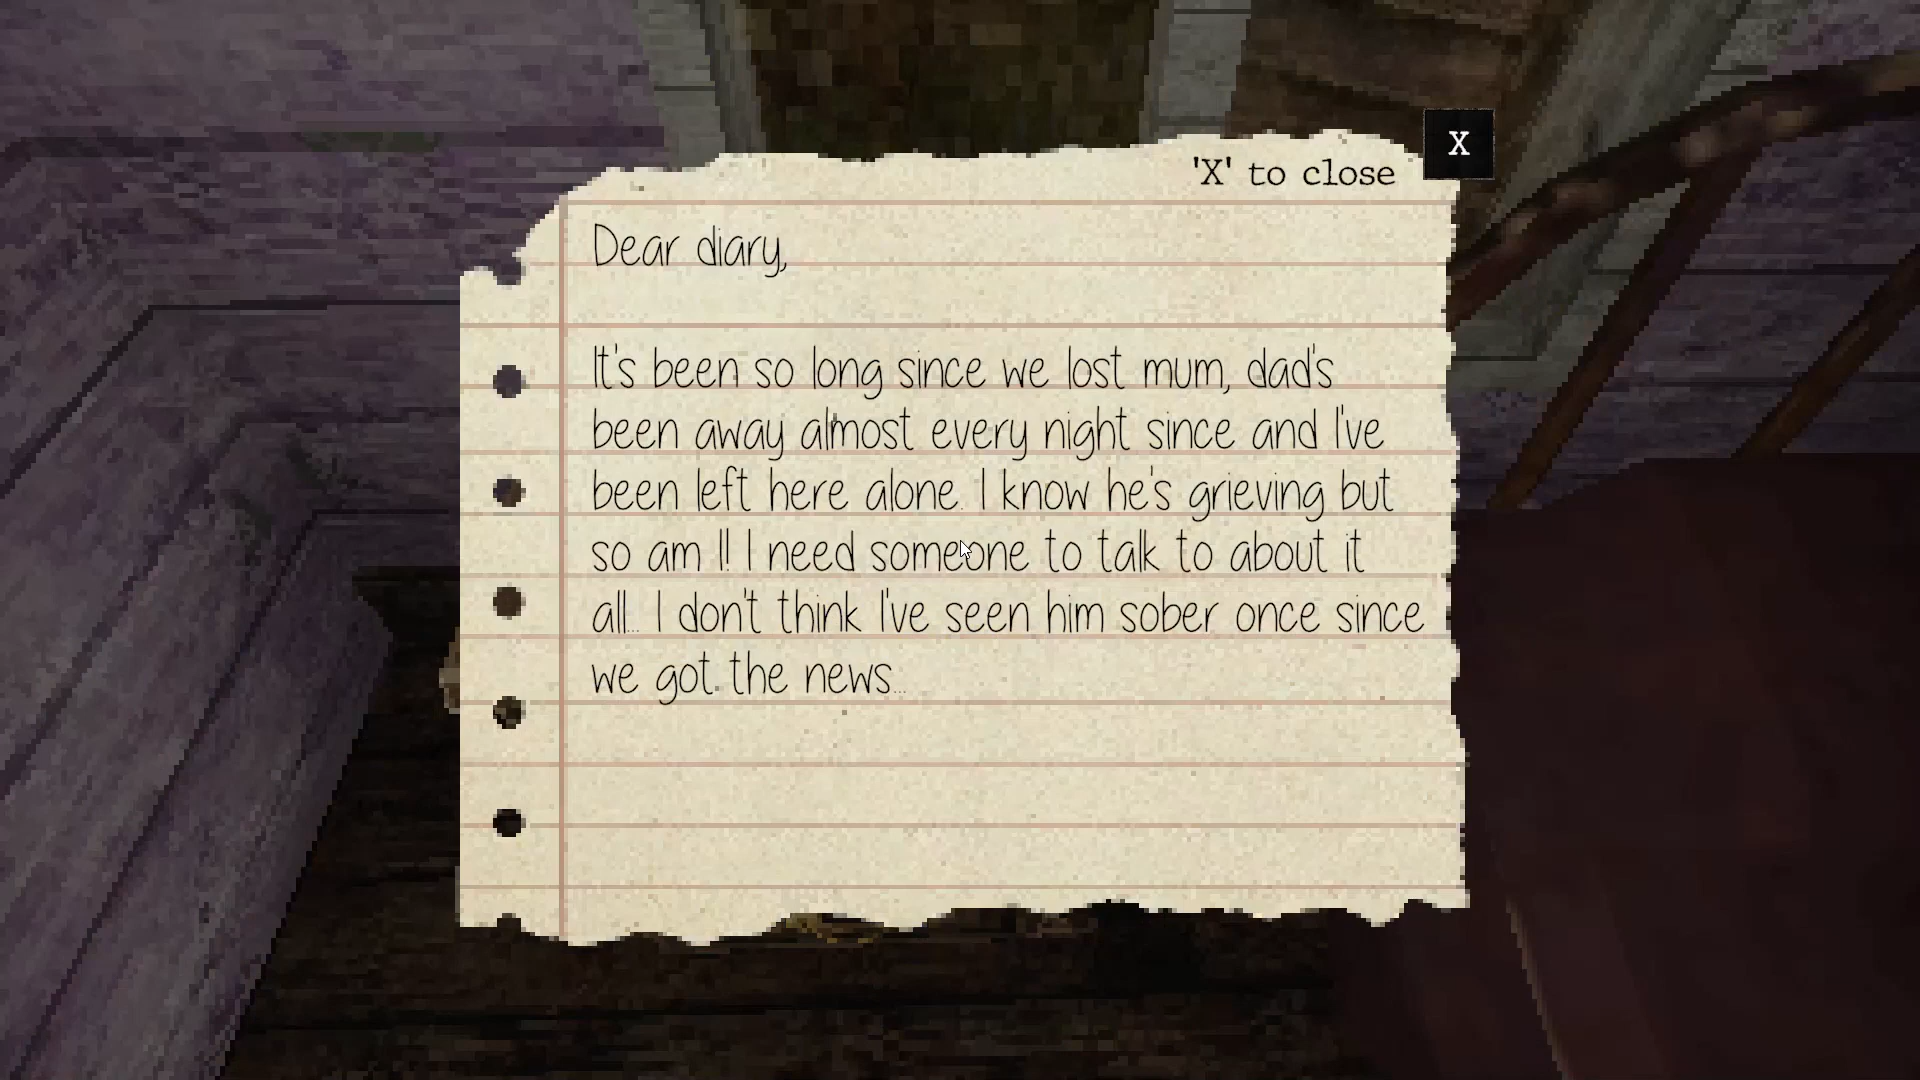 X
'X' to close
Dear diary,
It's been so long since we lost mum, dad's
been away almost every night since and I've
been left here alone. I know he's grieving but
so am I! I need someone to talk to about it
all... I don't think I've seen him sober once since
we got the news...